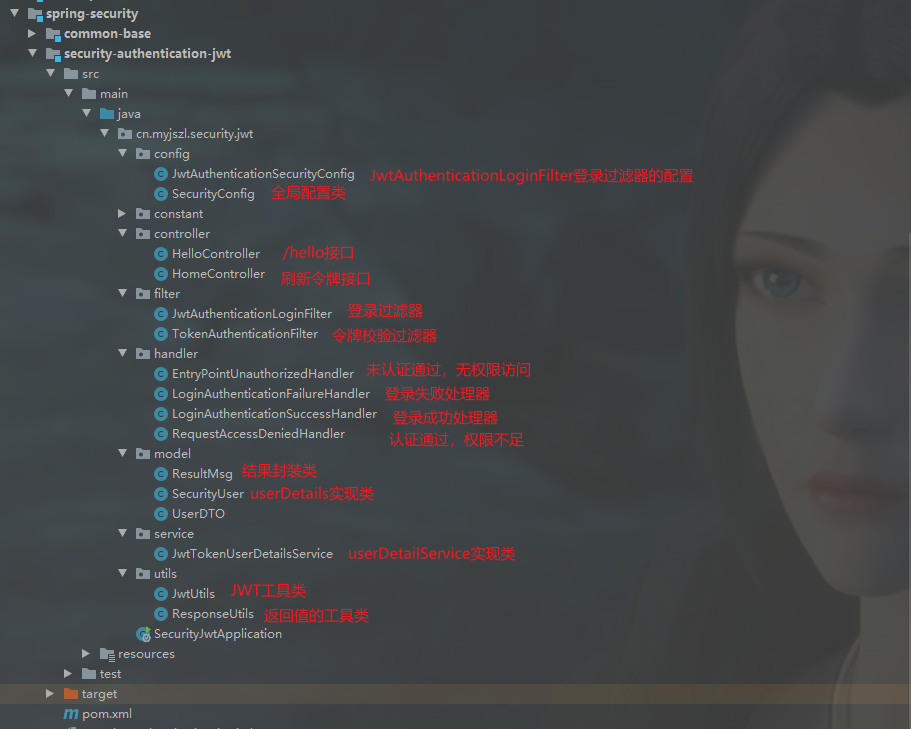 spring-security
common-base
security-authentication-jwt
src
main
java
cn.myjszl.security.jwt
config
JwtAuthenticationSecurityConfig JwtAuthenticationLoginFilter登录过滤器的配置
SecurityConfig 全局配置类
constant
controller
HelloController /hello接口
HomeController 刷新令牌接口
filter
JwtAuthenticationLoginFilter 登录过滤器
TokenAuthenticationFilter 令牌校验过滤器
handler
EntryPointUnauthorizedHandler 未认证通过，无权限访问
LoginAuthenticationFailureHandler 登录失败处理器
LoginAuthenticationSuccessHandler 登录成功处理器
RequestAccessDeniedHandler 认证通过，权限不足
model
ResultMsg 结果封装类
SecurityUser userDetails实现类
UserDTO
service
JwtTokenUserDetailsService userDetailService实现类
utils
JwtUtils JWT工具类
ResponseUtils 返回值的工具类
SecurityJwtApplication
resources
test
target
pom.xml